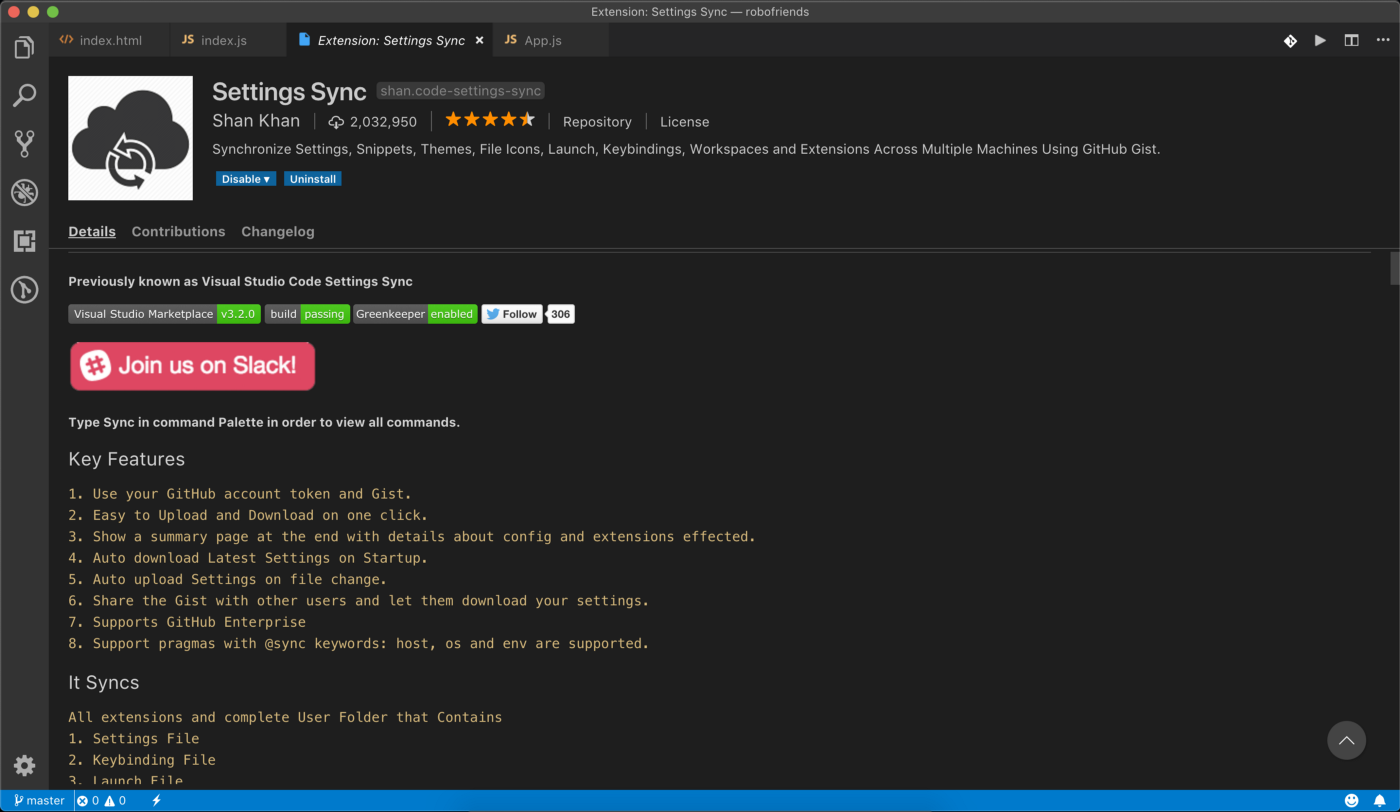 Extension: Settings Sync — robofriends
index.html
JS index.js
Extension: Settings Sync
JS App.js
Settings Sync shan.code-settings-sync
Shan Khan 2,032,950 Repository License
Synchronize Settings, Snippets, Themes, File Icons, Launch, Keybindings, Workspaces and Extensions Across Multiple Machines Using GitHub Gist.
Disable Uninstall
Details Contributions Changelog
Previously known as Visual Studio Code Settings Sync
Visual Studio Marketplace v3.2.0 build passing Greenkeeper enabled Follow 306
Join us on Slack!
Type Sync in command Palette in order to view all commands.
Key Features
1. Use your GitHub account token and Gist.
2. Easy to Upload and Download on one click.
3. Show a summary page at the end with details about config and extensions effected.
4. Auto download Latest Settings on Startup.
5. Auto upload Settings on file change.
6. Share the Gist with other users and let them download your settings.
7. Supports GitHub Enterprise
8. Support pragmas with @sync keywords: host, os and env are supported.
It Syncs
All extensions and complete User Folder that Contains
1. Settings File
2. Keybinding File
3. Launch File
master 0 0